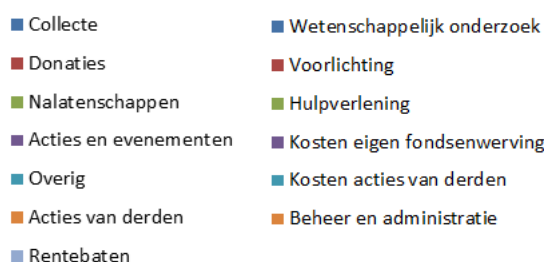 Collecte
Donaties
Nalatenschappen
Acties en evenementen
Overig
Acties van derden
Rentebaten
Wetenschappelijk onderzoek
Voorlichting
Hulpverlening
Kosten eigen fondsenwerving
Kosten acties van derden
Beheer en administratie